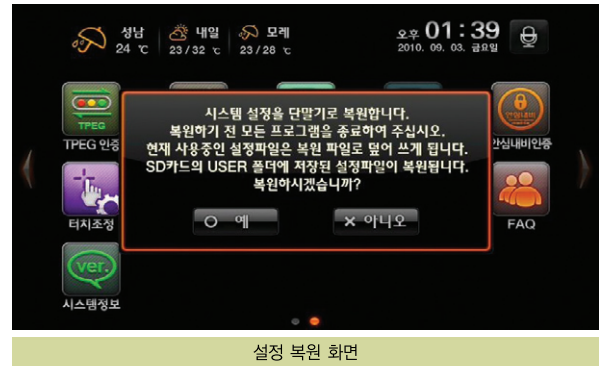 성남
24 ℃
내일
23/32 ℃
모레
23/28 ℃
오후 01:39
2010. 09. 03. 금요일
TPEG
TPEG 인증
안심내비
안심내비인증
시스템 설정을 단말기로 복원합니다.
복원하기 전 모든 프로그램을 종료하여 주십시오.
현재 사용중인 설정파일은 복원 파일로 덮어 쓰게 됩니다.
SD카드의 USER 폴더에 저장된 설정파일이 복원됩니다.
복원하시겠습니까?
예
아니오
터치조정
FAQ
ver.
시스템정보
설정 복원 화면